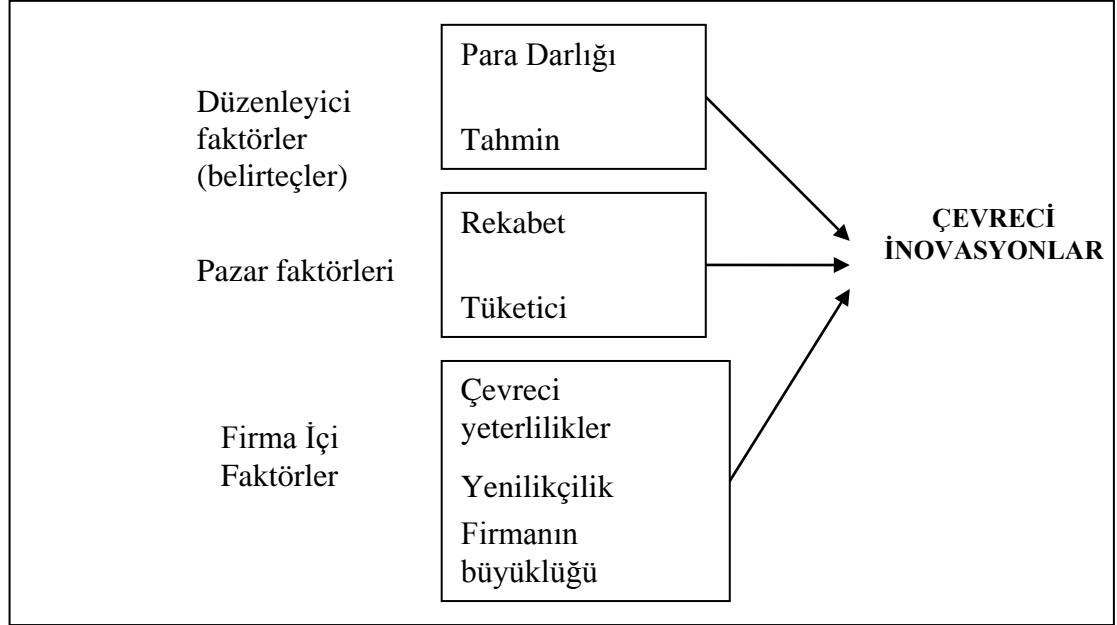 Düzenleyici
faktörler
(belirteçler)
Para Darlığı
Tahmin
Pazar faktörleri
Rekabet
Tüketici
Firma İçi
Faktörler
Çevreci
yeterlilikler
Yenilikçilik
Firmanın
büyüklüğü
ÇEVRECİ
İNOVASYONLAR